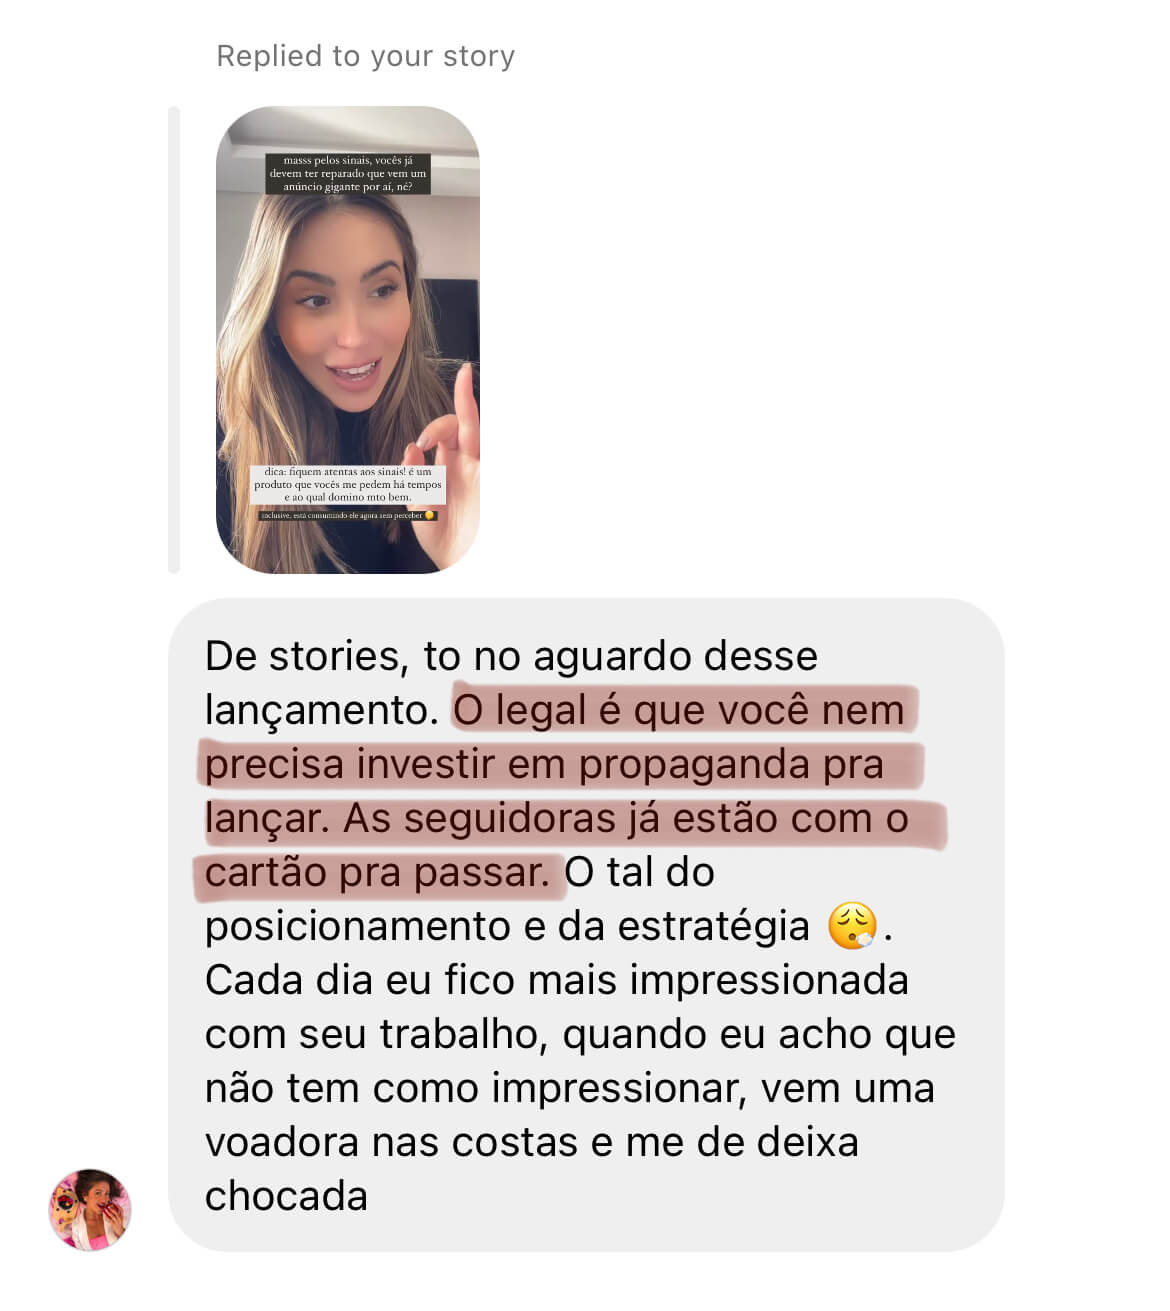 Replied to your story
masss pelos sinais, vocês já
devem ter reparado que vem um
anúncio gigante por aí, né?
dica: fiquem atentas aos sinais! é um
produto que vocês me pedem há tempos
e ao qual domino mto bem.
inclusive, está consumindo ele agora sem perceber
De stories, to no aguardo desse
lançamento. O legal é que você nem
precisa investir em propaganda pra
lançar. As seguidoras já estão com o
cartão pra passar. O tal do
posicionamento e da estratégia 😮‍💨.
Cada dia eu fico mais impressionada
com seu trabalho, quando eu acho que
não tem como impressionar, vem uma
voadora nas costas e me de deixa
chocada